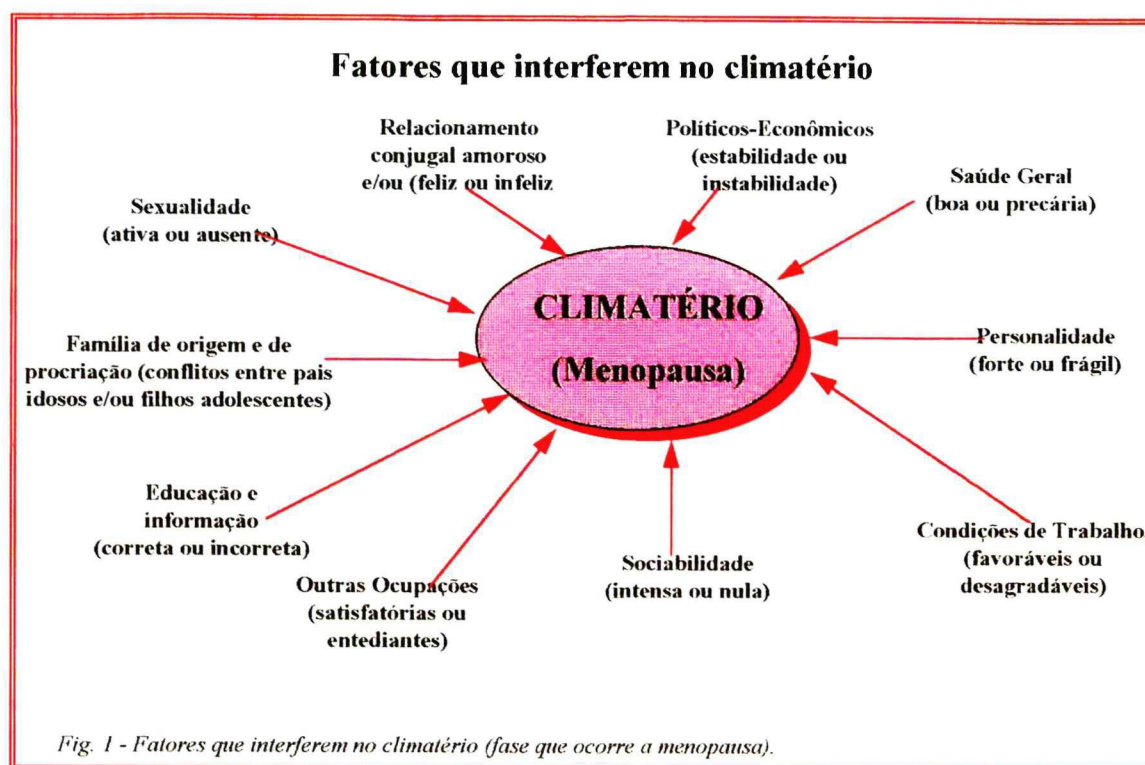 Fatores que interferem no climatério
Relacionamento
conjugal amoroso
e/ou (feliz ou infeliz
Políticos-Econômicos
(estabilidade ou
instabilidade)
Saúde Geral
(boa ou precária)
Sexualidade
(ativa ou ausente)
CLIMATÉRIO
(Menopausa)
Personalidade
(forte ou frágil)
Família de origem e de
procriação (conflitos entre pais
idosos e/ou filhos adolescentes)
Educação e
informação
(correta ou incorreta)
Outras Ocupações
(satisfatórias ou
entediantes)
Sociabilidade
(intensa ou nula)
Condições de Trabalho
(favoráveis ou
desagradáveis)
Fig. 1 - Fatores que interferem no climatério (fase que ocorre a menopausa).